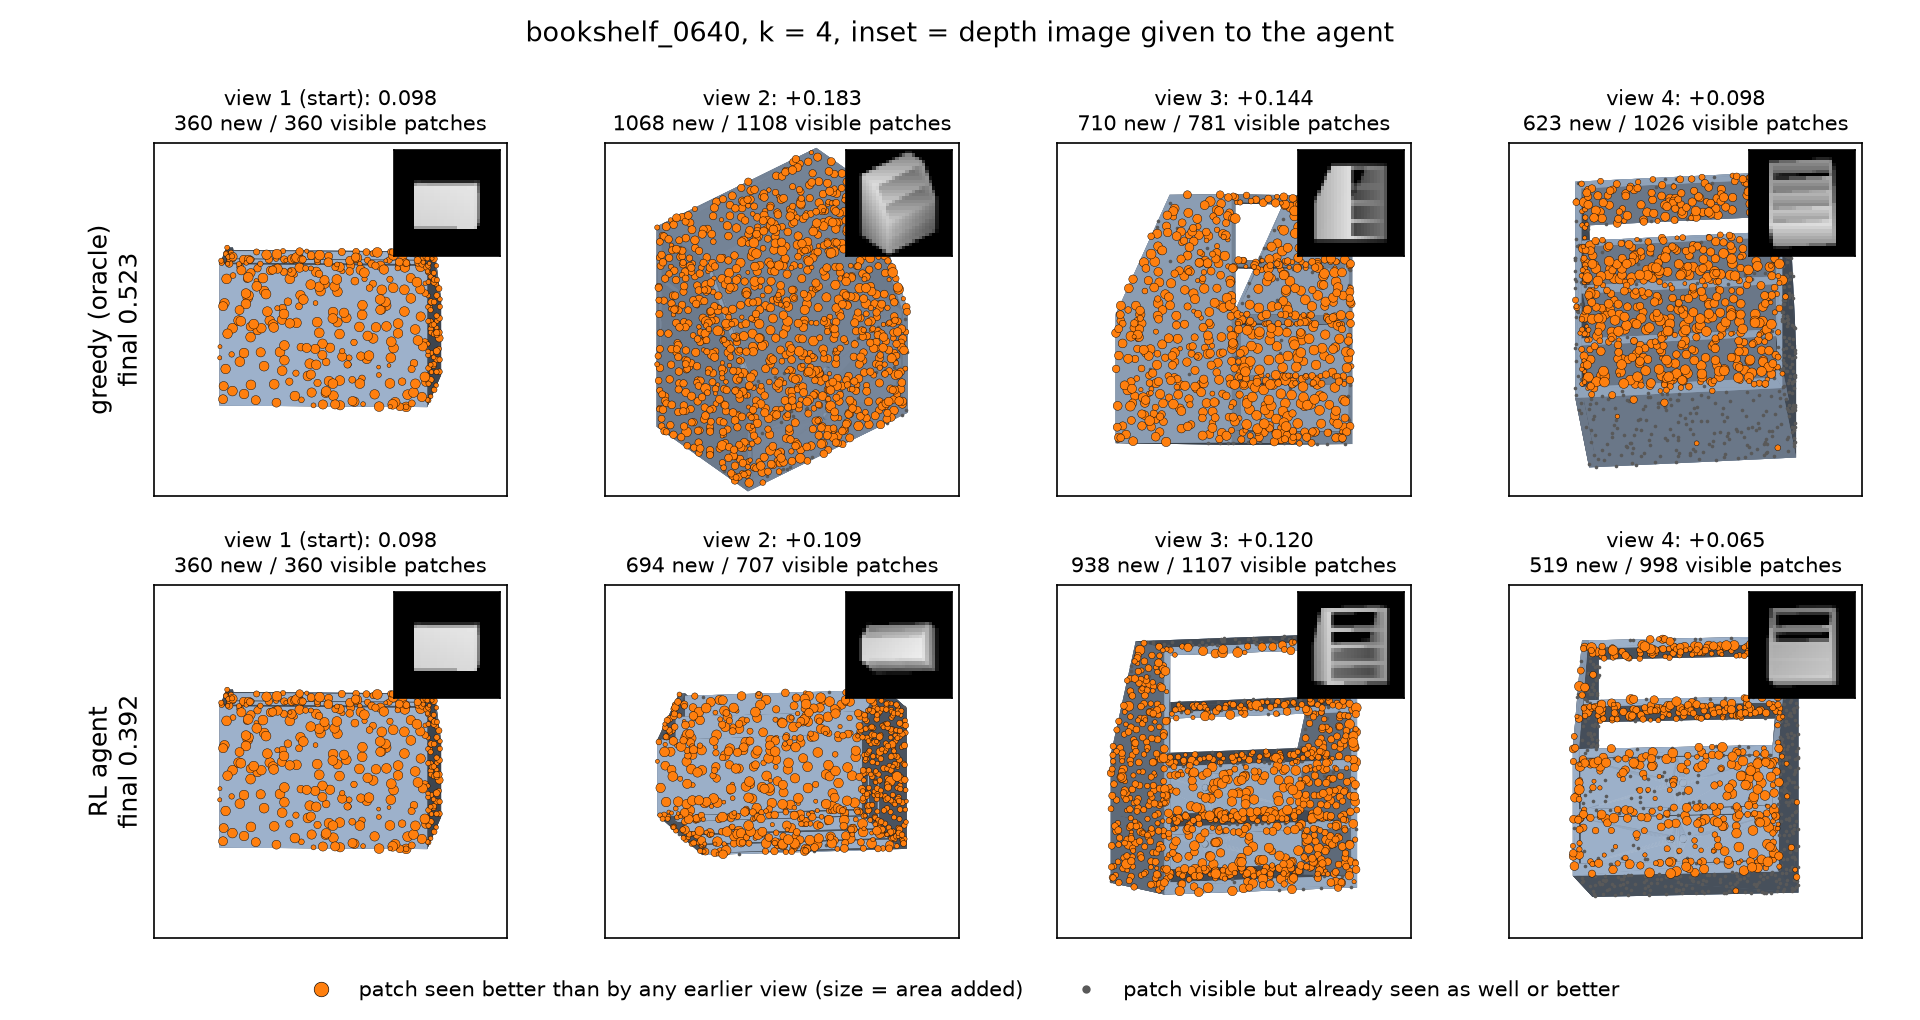 bookshelf_0640, k = 4, inset = depth image given to the agent
view 1 (start): 0.098
360 new / 360 visible patches
view 2: +0.183
1068 new / 1108 visible patches
view 3: +0.144
710 new / 781 visible patches
view 4: +0.098
623 new / 1026 visible patches
greedy (oracle)
final 0.523
view 1 (start): 0.098
360 new / 360 visible patches
view 2: +0.109
694 new / 707 visible patches
view 3: +0.120
938 new / 1107 visible patches
view 4: +0.065
519 new / 998 visible patches
RL agent
final 0.392
patch seen better than by any earlier view (size = area added)
patch visible but already seen as well or better